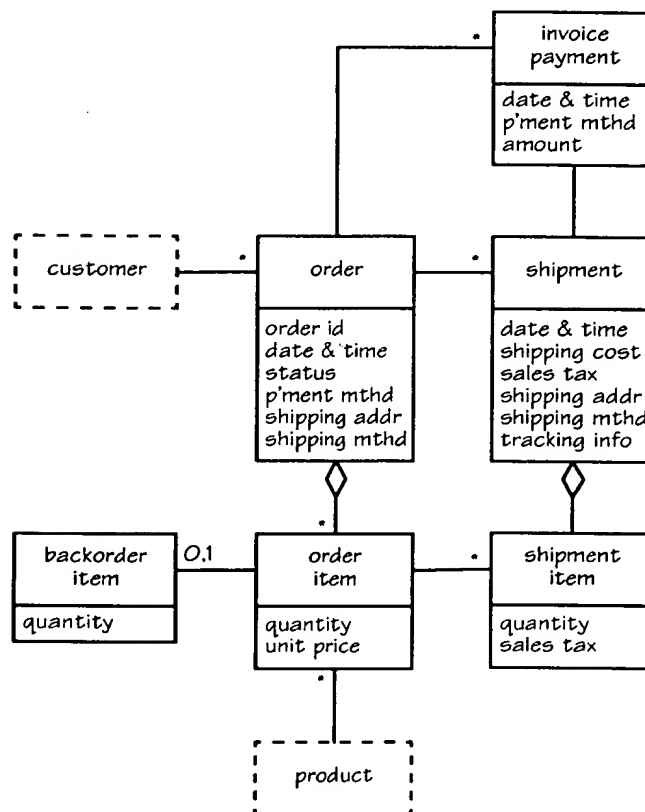 *
invoice
payment
date & time
p'ment mthd
amount
customer
*
order
*
shipment
order id
date & time
status
p'ment mthd
shipping addr
shipping mthd
date & time
shipping cost
sales tax
shipping addr
shipping mthd
tracking info
*
backorder
item
0,1
order
item
*
shipment
item
quantity
quantity
unit price
quantity
sales tax
*
product